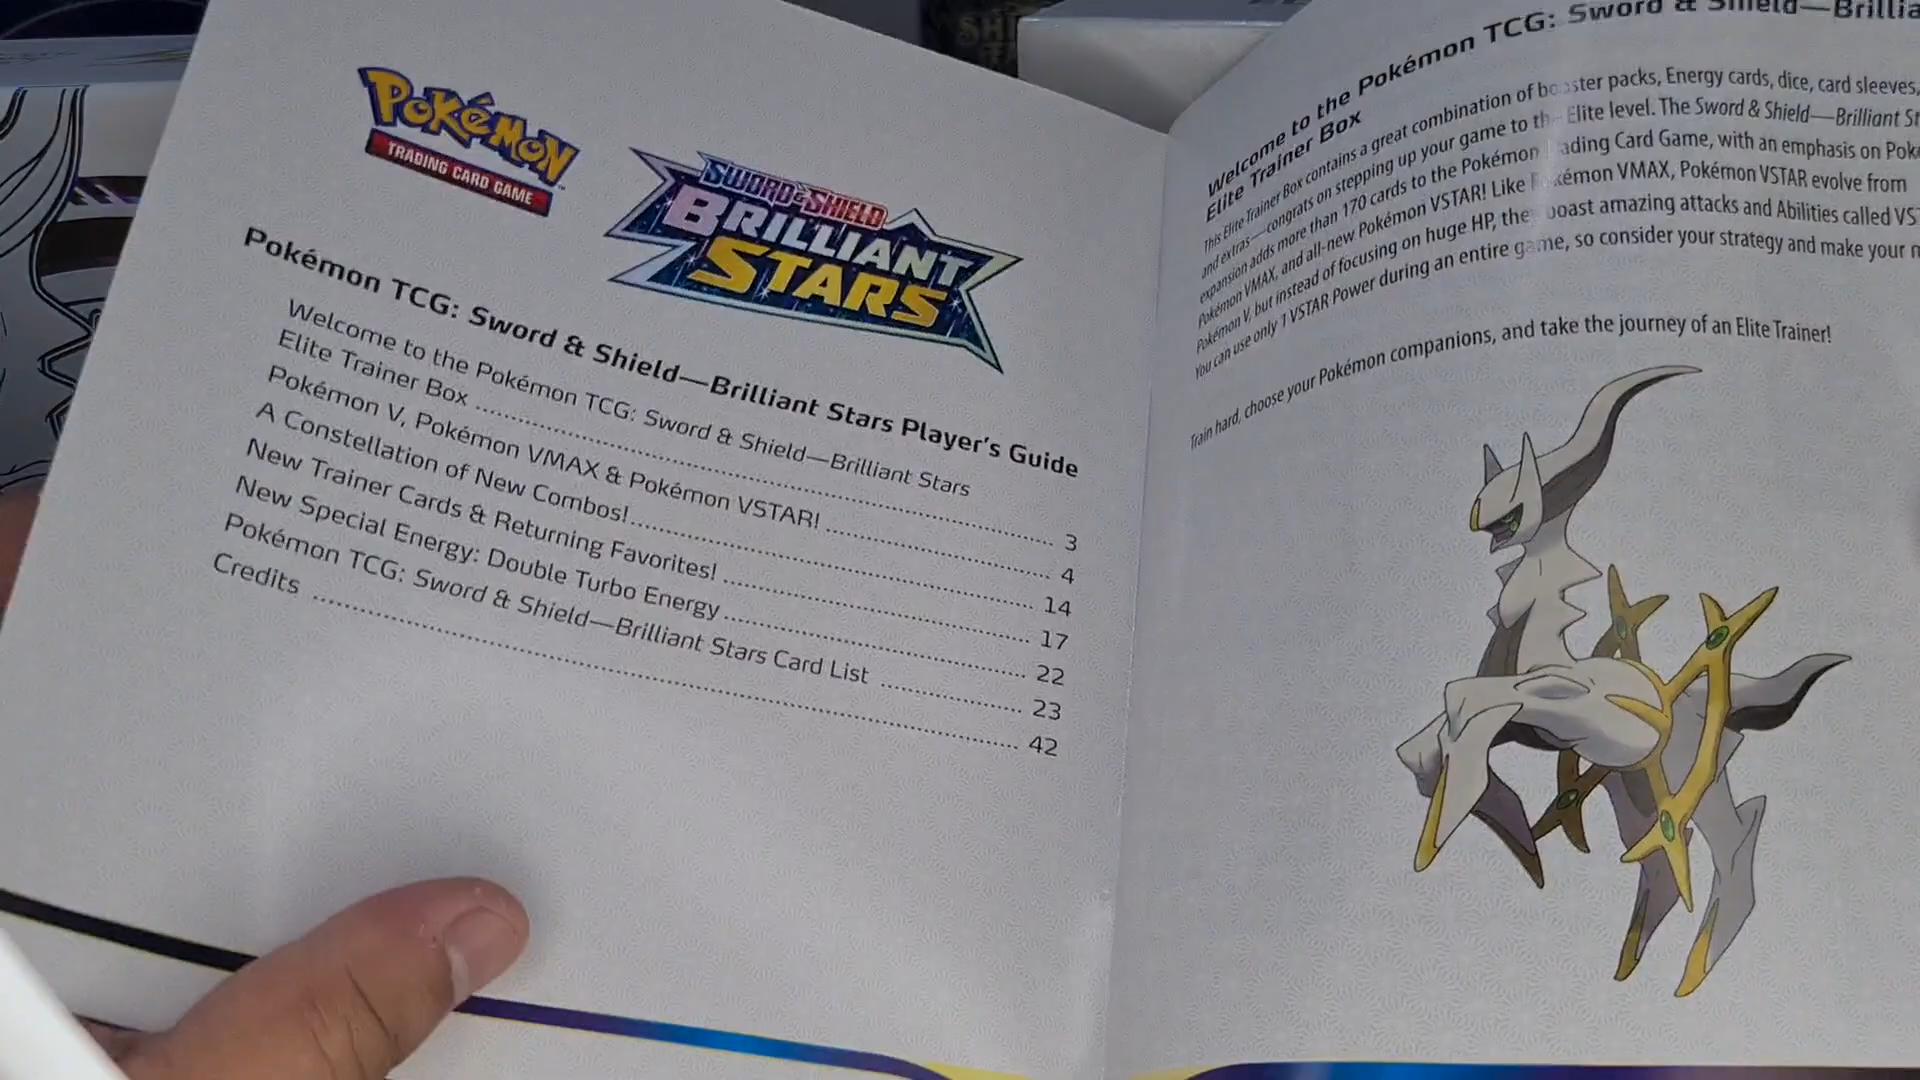 SHI
Pokémon
TRADING CARD GAME
SWORD & SHIELD
BRILLIANT
STARS
Pokémon TCG: Sword & Shield—Brilliant Stars Player's Guide
Welcome to the Pokémon TCG: Sword & Shield—Brilliant Stars
Elite Trainer Box ........ 3
Pokémon V, Pokémon VMAX & Pokémon VSTAR! ........ 4
A Constellation of New Combos! ........ 14
New Trainer Cards & Returning Favorites! ........ 17
New Special Energy: Double Turbo Energy ........ 22
Pokémon TCG: Sword & Shield—Brilliant Stars Card List ........ 23
Credits ........ 42
Welcome to the Pokémon TCG: Sword & Shield—Brillia
Elite Trainer Box
This Elite Trainer Box contains a great combination of booster packs, Energy cards, dice, card sleeves,
and extras—congrats on stepping up your game to the Elite level. The Sword & Shield—Brilliant St
expansion adds more than 170 cards to the Pokémon Trading Card Game, with an emphasis on Pok
Pokémon VMAX, and all-new Pokémon VSTAR! Like Pokémon VMAX, Pokémon VSTAR evolve from
Pokémon V, but instead of focusing on huge HP, they boast amazing attacks and Abilities called VS
You can use only 1 VSTAR Power during an entire game, so consider your strategy and make your
Train hard, choose your Pokémon companions, and take the journey of an Elite Trainer!